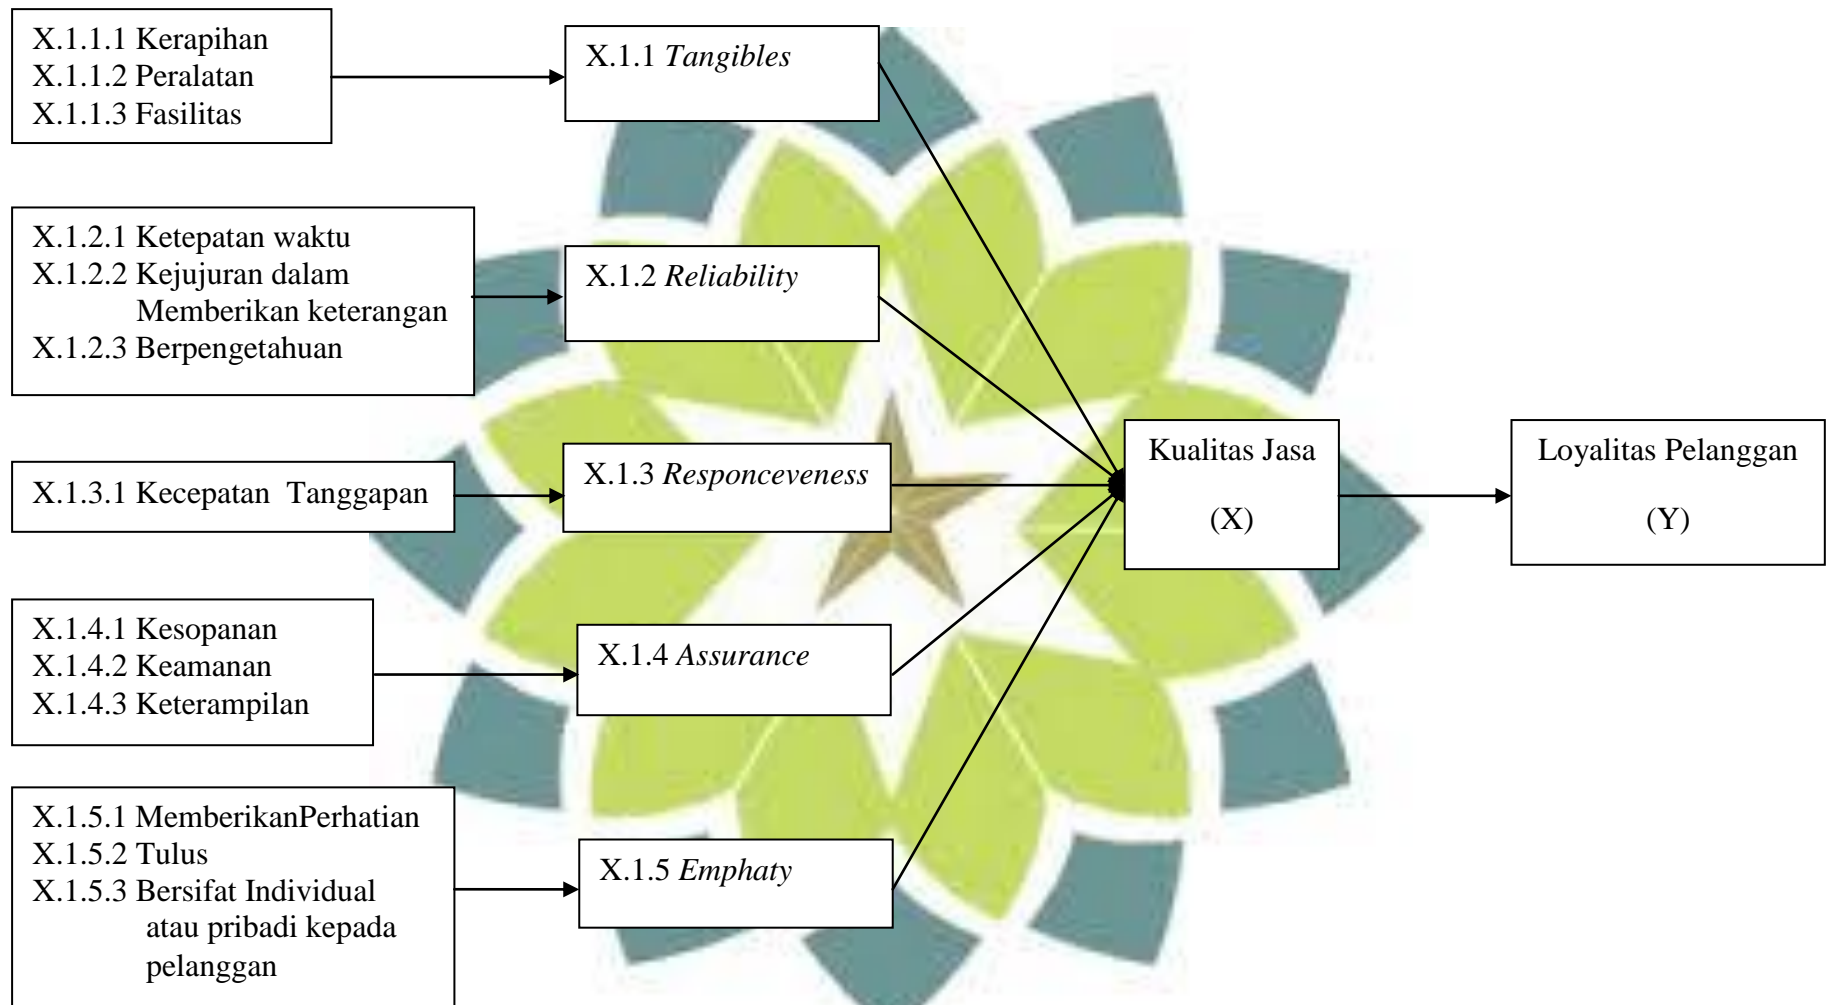 X.1.1.1 Kerapihan
X.1.1.2 Peralatan
X.1.1.3 Fasilitas
X.1.1 Tangibles
X.1.2.1 Ketepatan waktu
X.1.2.2 Kejujuran dalam
Memberikan keterangan
X.1.2.3 Berpengetahuan
X.1.2 Reliability
X.1.3.1 Kecepatan Tanggapan
X.1.3 Responceveness
X.1.4.1 Kesopanan
X.1.4.2 Keamanan
X.1.4.3 Keterampilan
X.1.4 Assurance
X.1.5.1 MemberikanPerhatian
X.1.5.2 Tulus
X.1.5.3 Bersifat Individual
atau pribadi kepada
pelanggan
X.1.5 Emphaty
Kualitas Jasa
(X)
Loyalitas Pelanggan
(Y)